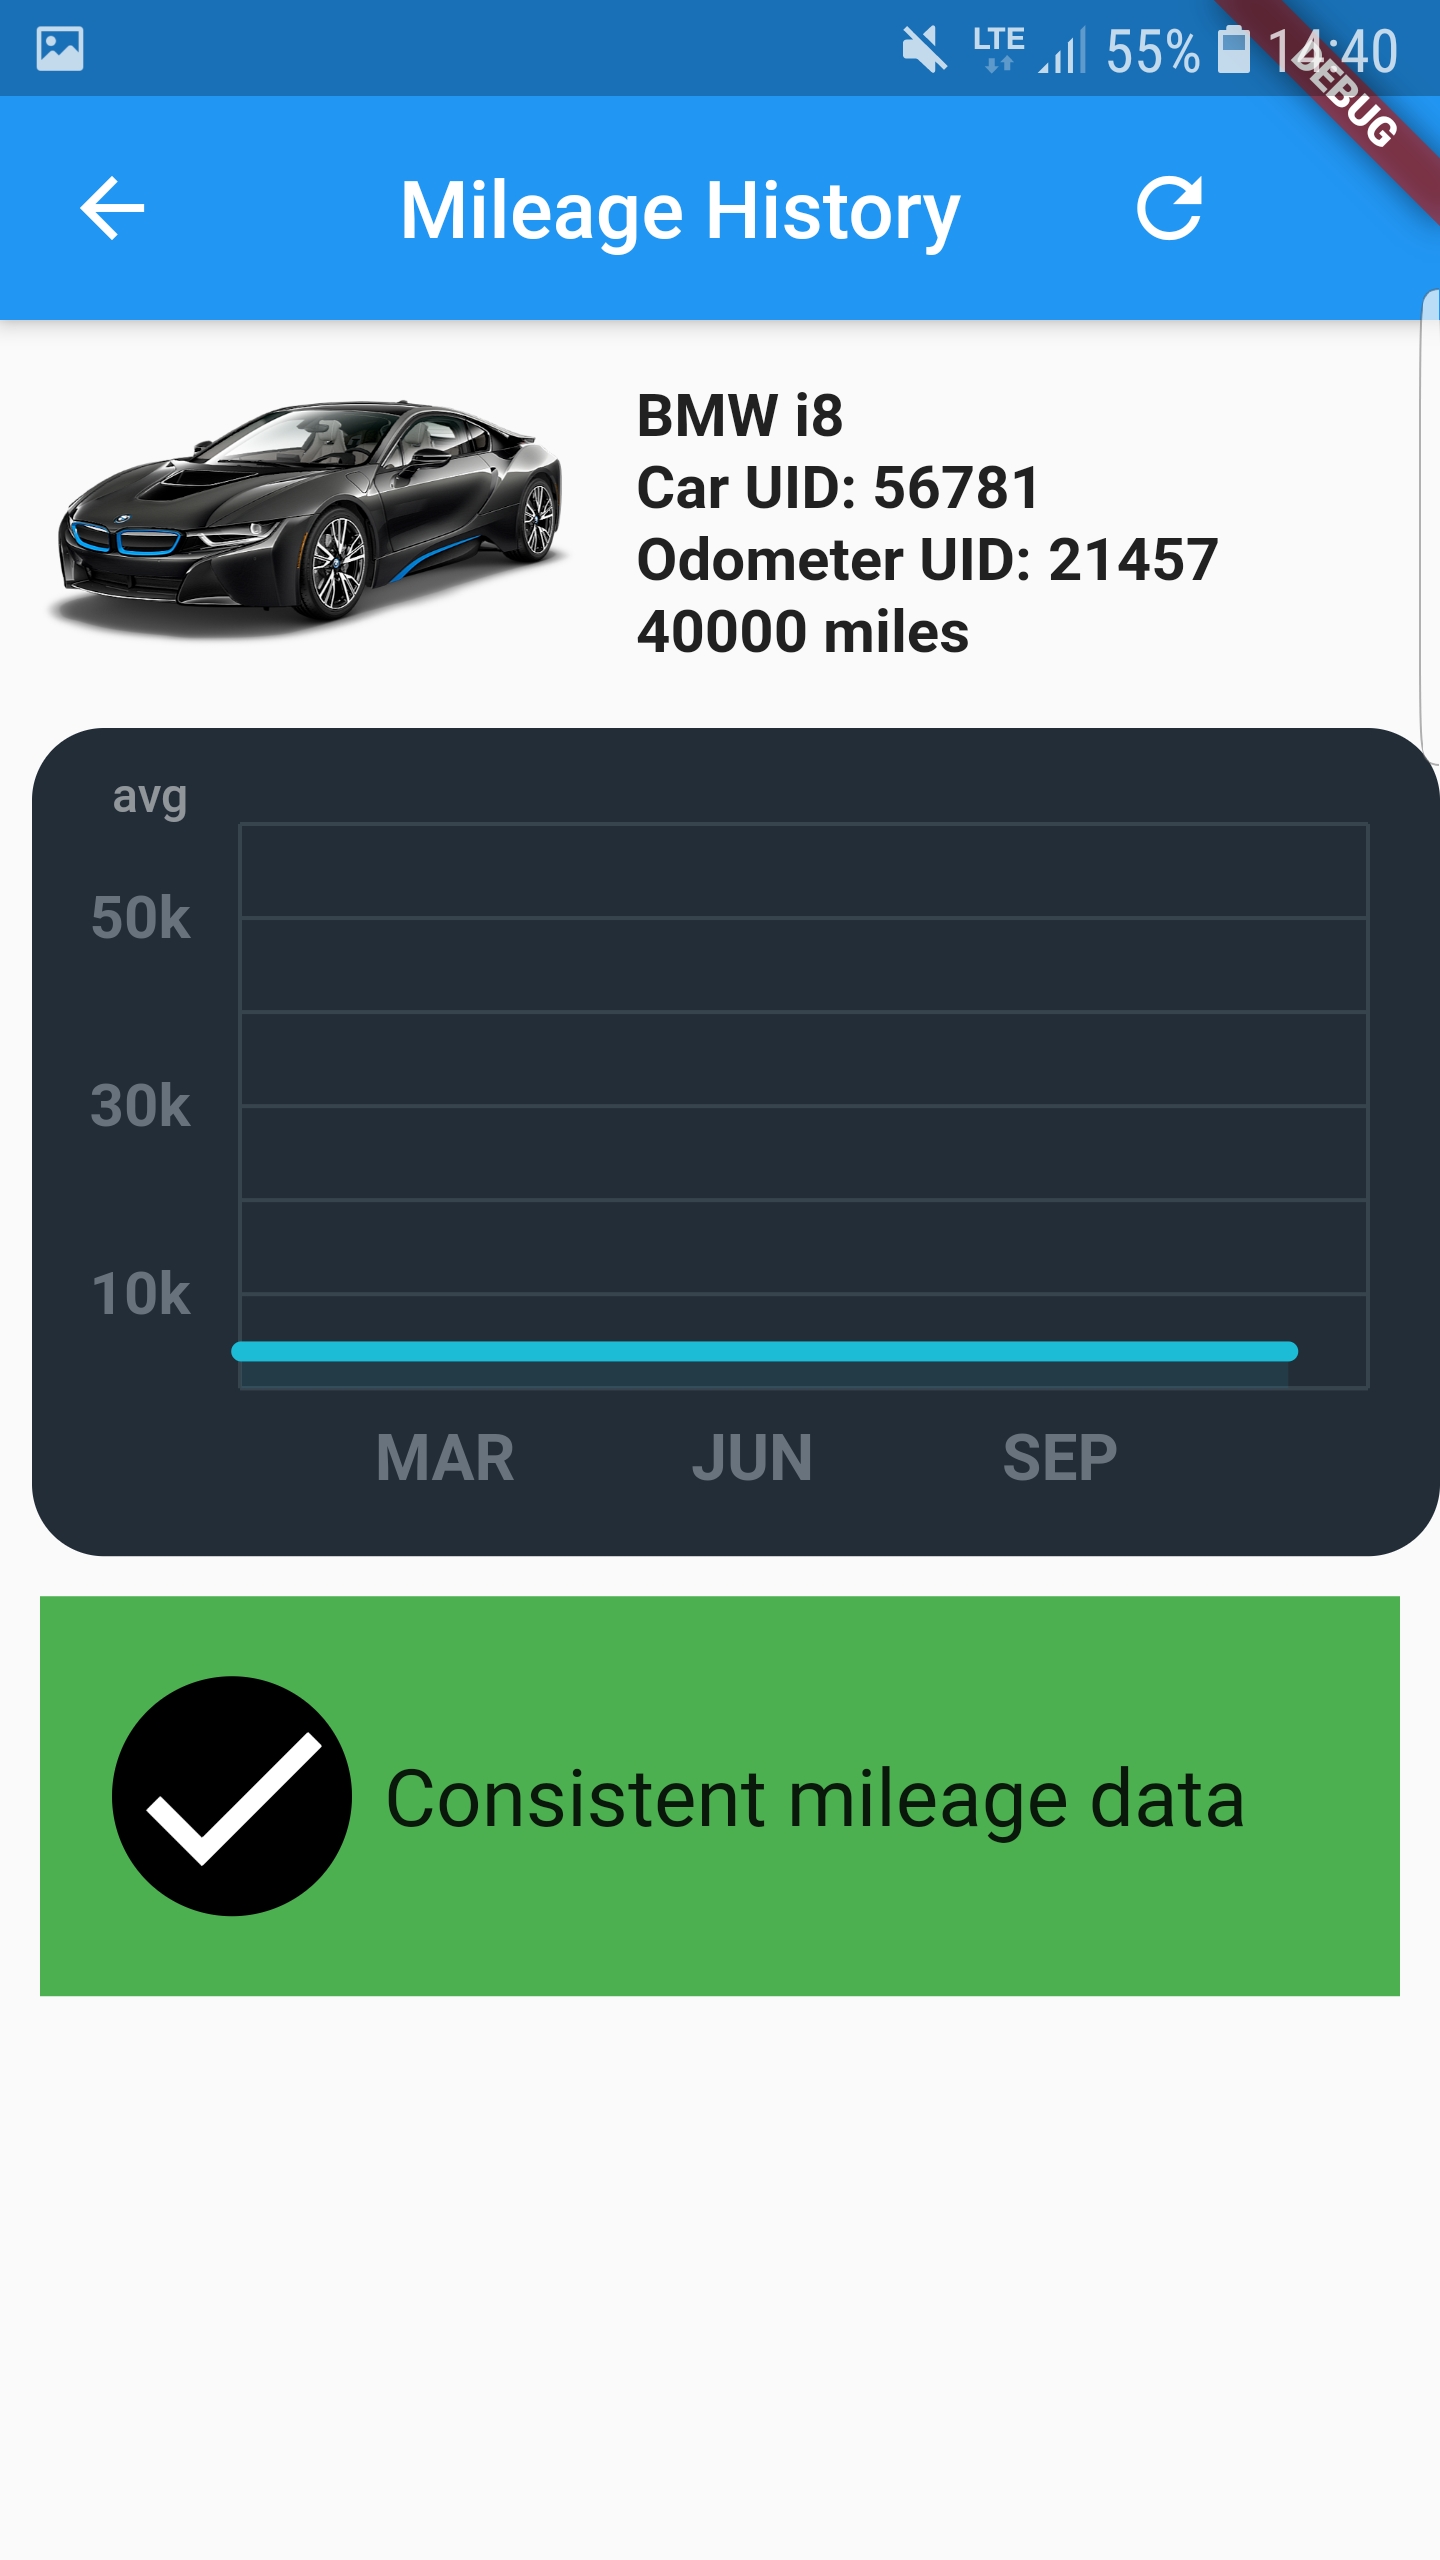 LTE 55% 14:40
DEBUG
Mileage History
BMW i8
Car UID: 56781
Odometer UID: 21457
40000 miles
avg
50k
30k
10k
MAR JUN SEP
Consistent mileage data